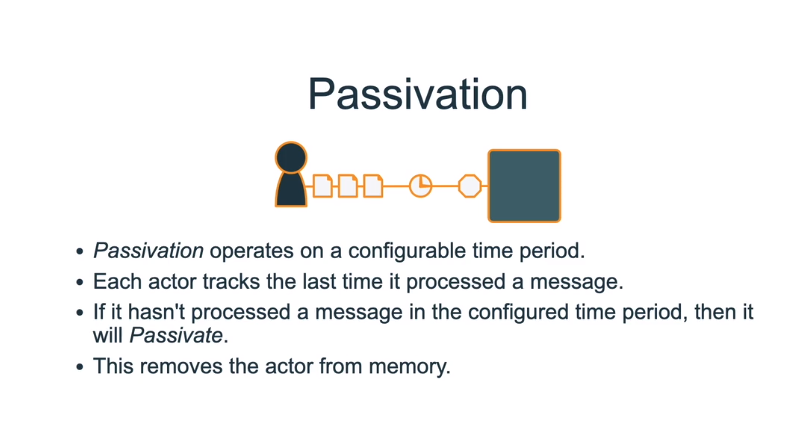 Passivation
• Passivation operates on a configurable time period.
• Each actor tracks the last time it processed a message.
• If it hasn't processed a message in the configured time period, then it
will Passivate.
• This removes the actor from memory.